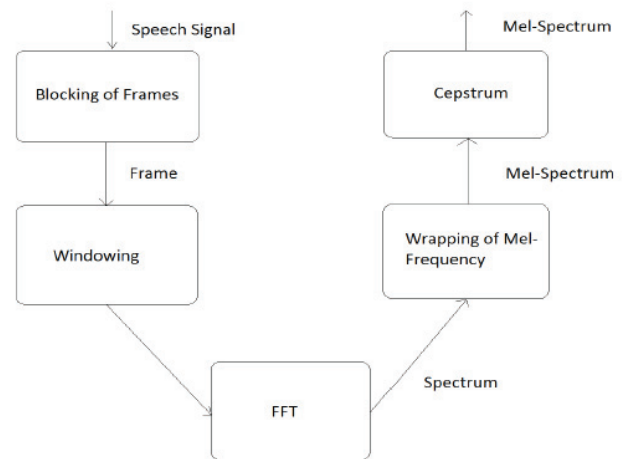 Speech Signal
Blocking of Frames
Frame
Windowing
FFT
Spectrum
Wrapping of Mel-
Frequency
Mel-Spectrum
Cepstrum
Mel-Spectrum